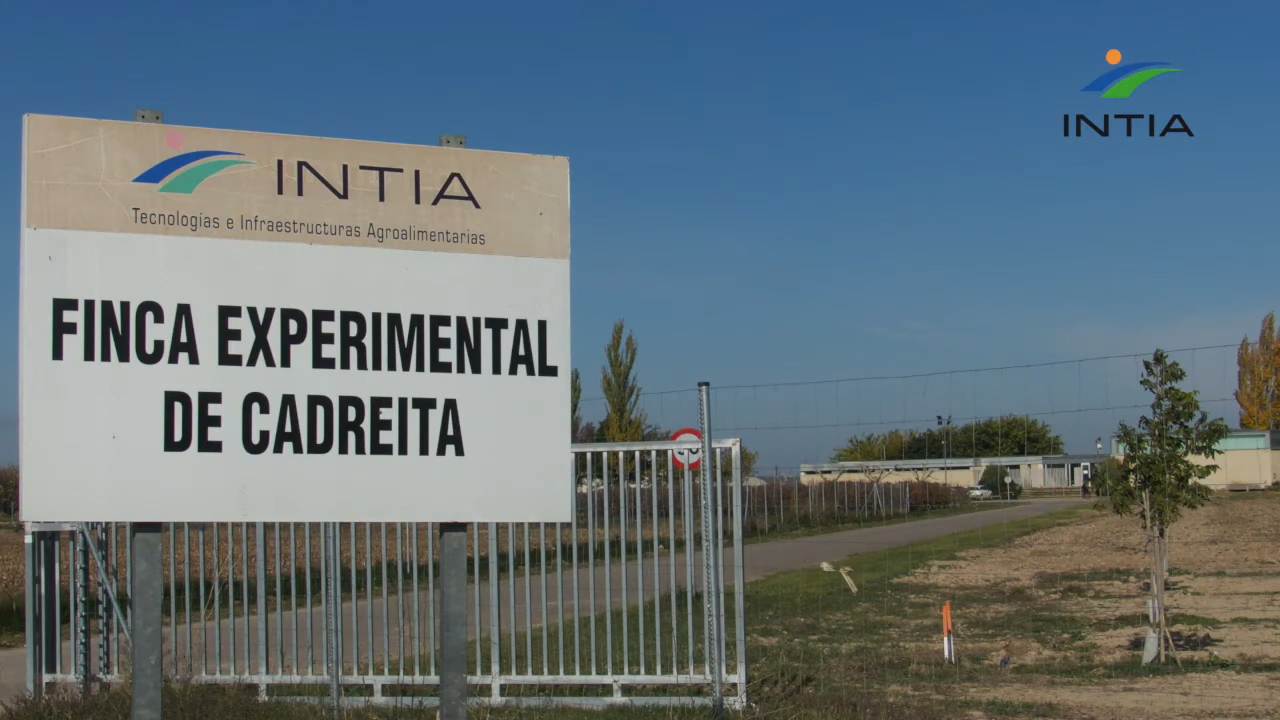 INTIA
Tecnologías e Infraestructuras Agroalimentarias
FINCA EXPERIMENTAL
DE CADREITA
INTIA